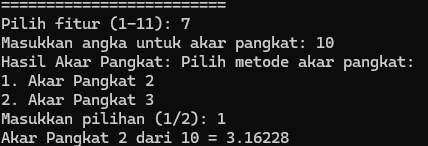 =========================
Pilih fitur (1-11): 7
Masukkan angka untuk akar pangkat: 10
Hasil Akar Pangkat: Pilih metode akar pangkat:
1. Akar Pangkat 2
2. Akar Pangkat 3
Masukkan pilihan (1/2): 1
Akar Pangkat 2 dari 10 = 3.16228